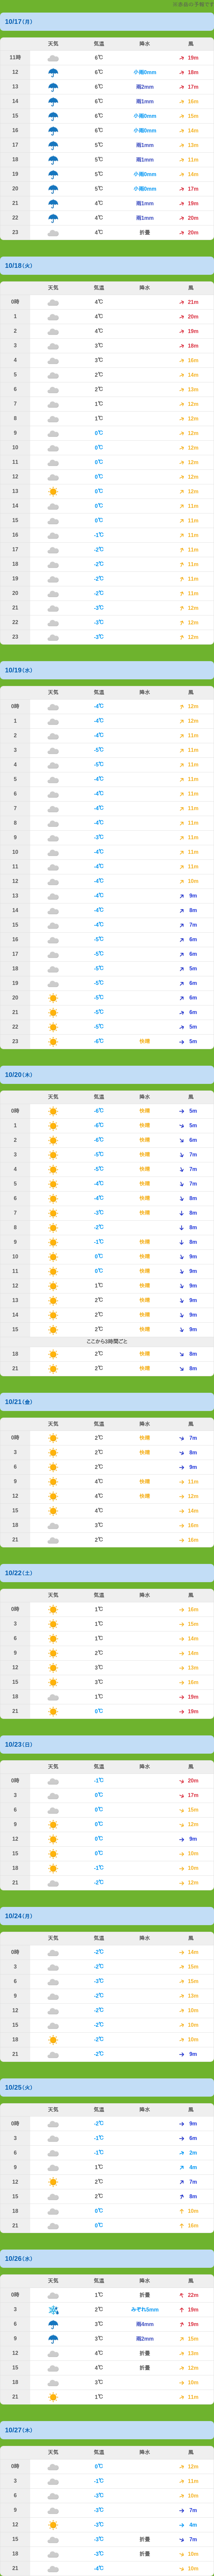 10/17(月)
天気 気温 降水 風
11時 6℃ 19m
12 6℃ 小雨0mm 18m
13 6℃ 雨2mm 17m
14 6℃ 雨1mm 16m
15 6℃ 小雨0mm 15m
16 6℃ 小雨0mm 14m
17 5℃ 雨1mm 13m
18 5℃ 雨1mm 11m
19 5℃ 小雨0mm 14m
20 5℃ 小雨0mm 17m
21 4℃ 雨1mm 19m
22 4℃ 雨1mm 20m
23 4℃ 折曇 20m
10/18(火)
天気 気温 降水 風
0時 4℃ 21m
1 4℃ 20m
2 4℃ 19m
3 3℃ 18m
4 3℃ 16m
5 2℃ 14m
6 2℃ 13m
7 1℃ 12m
8 1℃ 12m
9 0℃ 12m
10 0℃ 12m
11 0℃ 12m
12 0℃ 12m
13 0℃ 12m
14 0℃ 11m
15 0℃ 11m
16 -1℃ 11m
17 -2℃ 11m
18 -2℃ 11m
19 -2℃ 11m
20 -2℃ 11m
21 -3℃ 12m
22 -3℃ 12m
23 -3℃ 12m
10/19(水)
天気 気温 降水 風
0時 -4℃ 12m
1 -4℃ 12m
2 -4℃ 11m
3 -5℃ 11m
4 -5℃ 11m
5 -4℃ 11m
6 -4℃ 11m
7 -4℃ 11m
8 -4℃ 11m
9 -3℃ 11m
10 -4℃ 11m
11 -4℃ 11m
12 -4℃ 10m
13 -4℃ 9m
14 -4℃ 8m
15 -4℃ 7m
16 -5℃ 6m
17 -5℃ 6m
18 -5℃ 5m
19 -5℃ 6m
20 -5℃ 6m
21 -5℃ 6m
22 -5℃ 5m
23 -6℃ 快晴 5m
10/20(木)
天気 気温 降水 風
0時 -6℃ 快晴 5m
1 -6℃ 快晴 5m
2 -6℃ 快晴 6m
3 -5℃ 快晴 7m
4 -5℃ 快晴 7m
5 -4℃ 快晴 7m
6 -4℃ 快晴 8m
7 -3℃ 快晴 8m
8 -2℃ 8m
9 -1℃ 快晴 8m
10 0℃ 快晴 9m
11 0℃ 快晴 9m
12 1℃ 快晴 9m
13 2℃ 快晴 9m
14 2℃ 快晴 9m
15 2℃ 快晴 9m
ここから3時間ごと
18 2℃ 快晴 8m
21 2℃ 快晴 8m
10/21(金)
天気 気温 降水 風
0時 2℃ 快晴 7m
3 2℃ 快晴 8m
6 2℃ 9m
9 4℃ 快晴 11m
12 4℃ 快晴 12m
15 4℃ 14m
18 3℃ 16m
21 2℃ 16m
10/22(土)
天気 気温 降水 風
0時 1℃ 16m
3 1℃ 15m
6 1℃ 14m
9 2℃ 14m
12 3℃ 13m
15 3℃ 16m
18 1℃ 19m
21 0℃ 19m
10/23(日)
天気 気温 降水 風
0時 -1℃ 20m
3 0℃ 17m
6 0℃ 15m
9 0℃ 12m
12 0℃ 9m
15 0℃ 10m
18 -1℃ 10m
21 -2℃ 12m
10/24(月)
天気 気温 降水 風
0時 -2℃ 14m
3 -2℃ 15m
6 -3℃ 15m
9 -2℃ 13m
12 -2℃ 10m
15 -2℃ 10m
18 -2℃ 10m
21 -2℃ 9m
10/25(火)
天気 気温 降水 風
0時 -2℃ 9m
3 -1℃ 6m
6 -1℃ 2m
9 1℃ 4m
12 2℃ 7m
15 2℃ 8m
18 0℃ 10m
21 0℃ 16m
10/26(水)
天気 気温 降水 風
0時 1℃ 折曇 22m
3 2℃ みぞれ5mm 19m
6 3℃ 雨4mm 19m
9 3℃ 雨2mm 15m
12 4℃ 折曇 13m
15 4℃ 折曇 12m
18 3℃ 10m
21 1℃ 11m
10/27(木)
天気 気温 降水 風
0時 0℃ 12m
3 -1℃ 11m
6 -3℃ 10m
9 -3℃ 7m
12 -3℃ 4m
15 -3℃ 折曇 7m
18 -3℃ 折曇 10m
21 -4℃ 10m